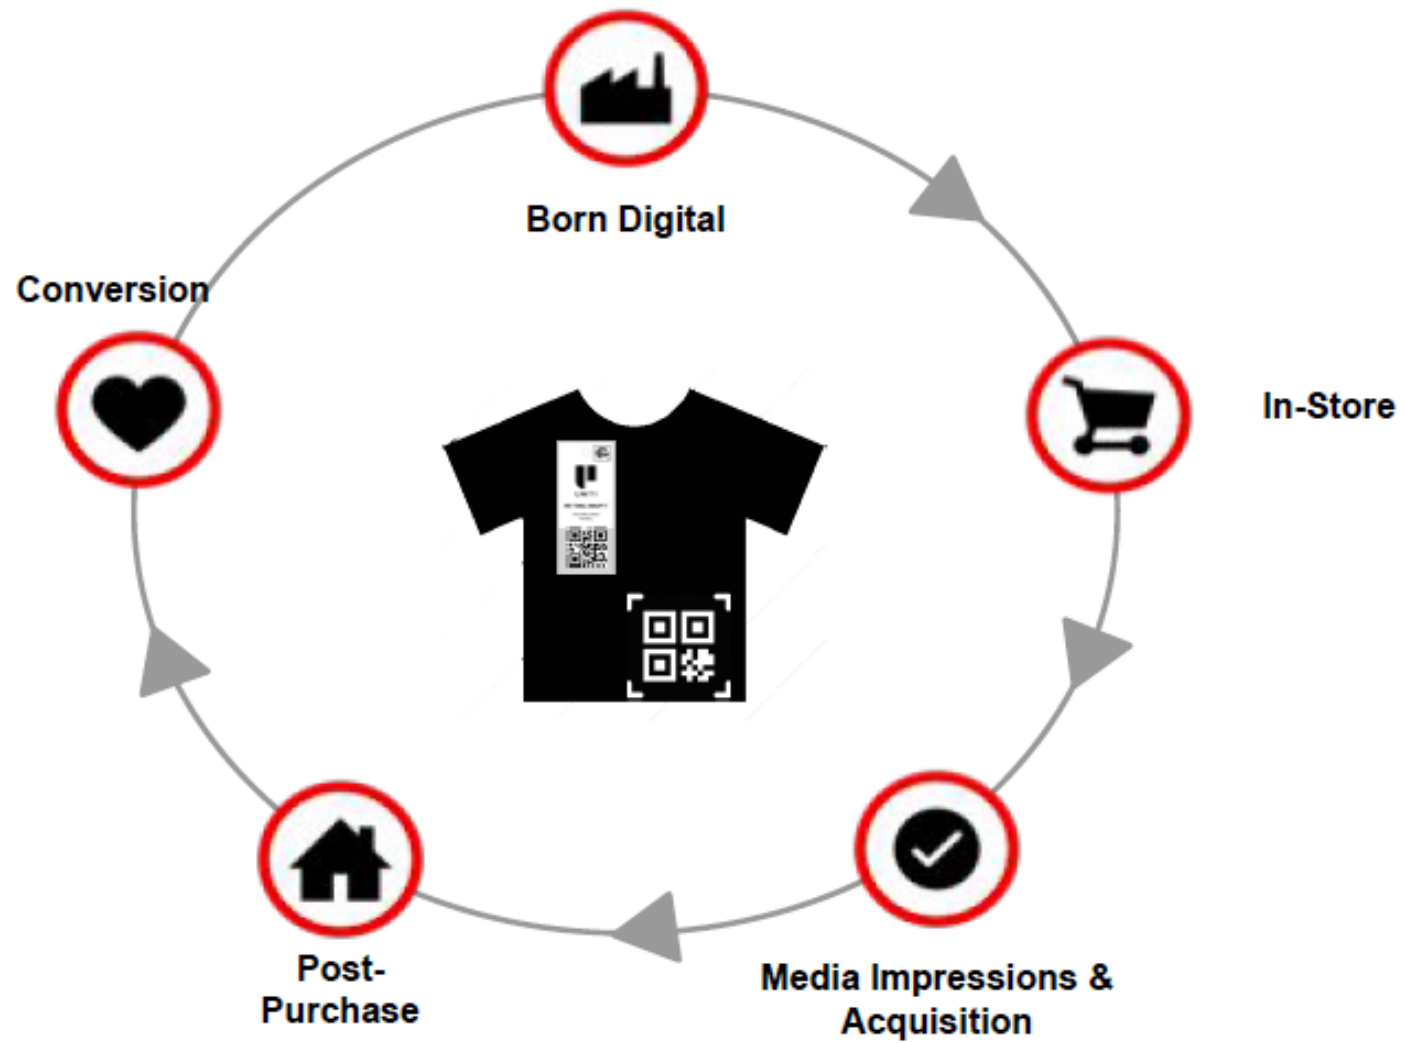 Born Digital
Conversion
In-Store
Post-
Purchase
Media Impressions &
Acquisition